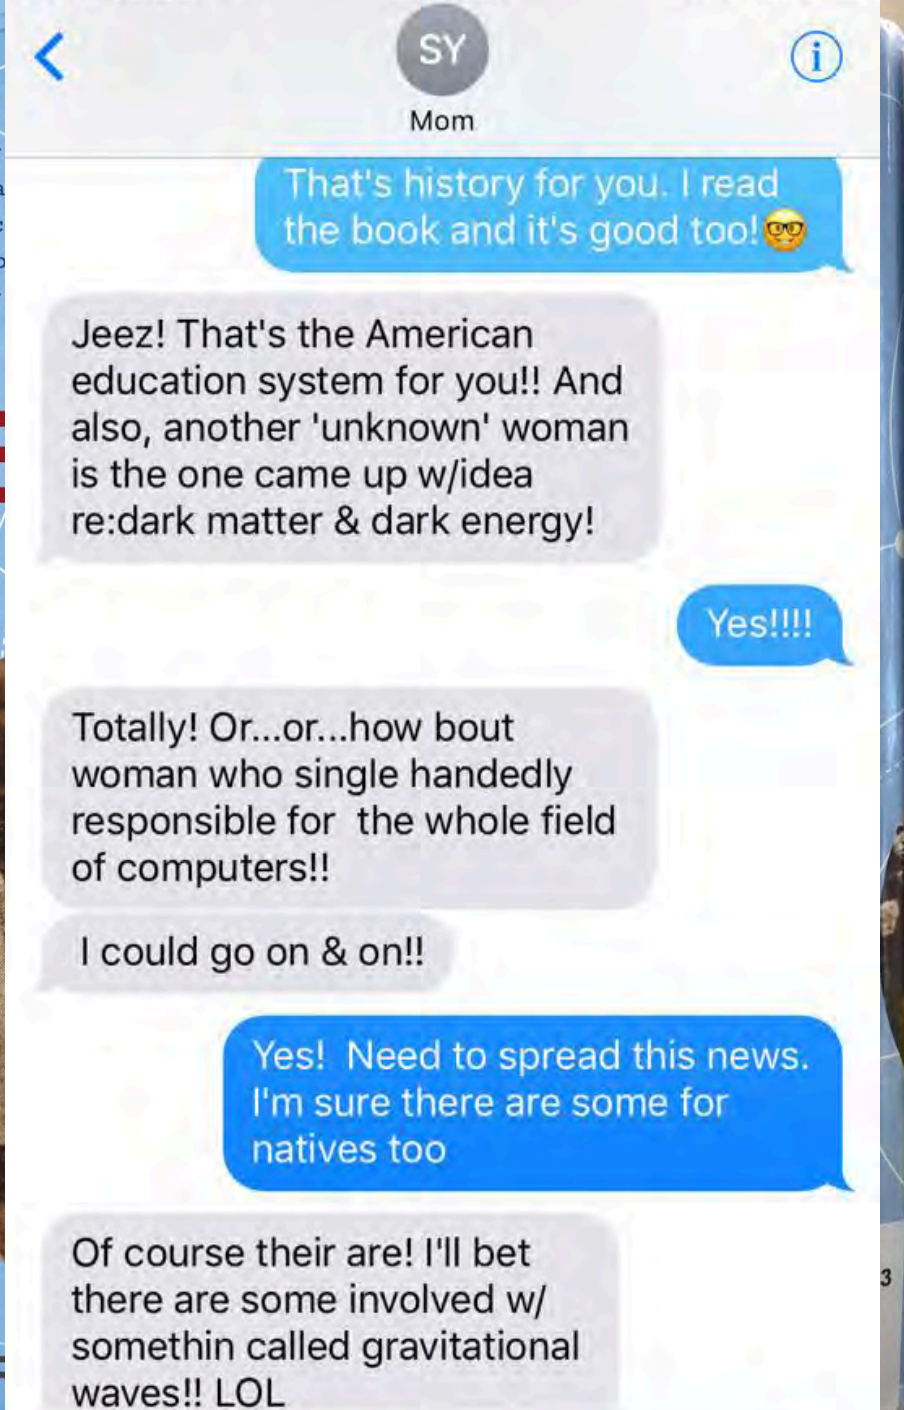 SY
Mom
That's history for you. I read
the book and it's good too!🤓
Jeez! That's the American
education system for you!! And
also, another 'unknown' woman
is the one came up w/idea
re:dark matter & dark energy!
Yes!!!!
Totally! Or...or...how bout
woman who single handedly
responsible for  the whole field
of computers!!
I could go on & on!!
Yes!  Need to spread this news.
I'm sure there are some for
natives too
Of course their are! I'll bet
there are some involved w/
somethin called gravitational
waves!! LOL
3